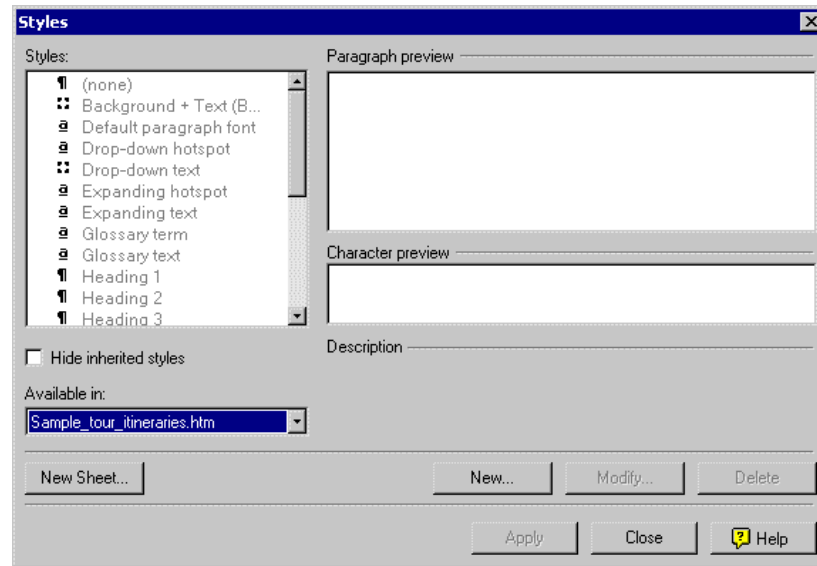 Styles
Styles:
¶ (none)
Background + Text (B...
a Default paragraph font
a Drop-down hotspot
Drop-down text
a Expanding hotspot
a Expanding text
a Glossary term
a Glossary text
¶ Heading 1
¶ Heading 2
¶ Heading 3
Hide inherited styles
Available in:
Sample_tour_itineraries.htm
Paragraph preview
Character preview
Description
New Sheet...
New...
Modify...
Delete
Apply
Close
? Help